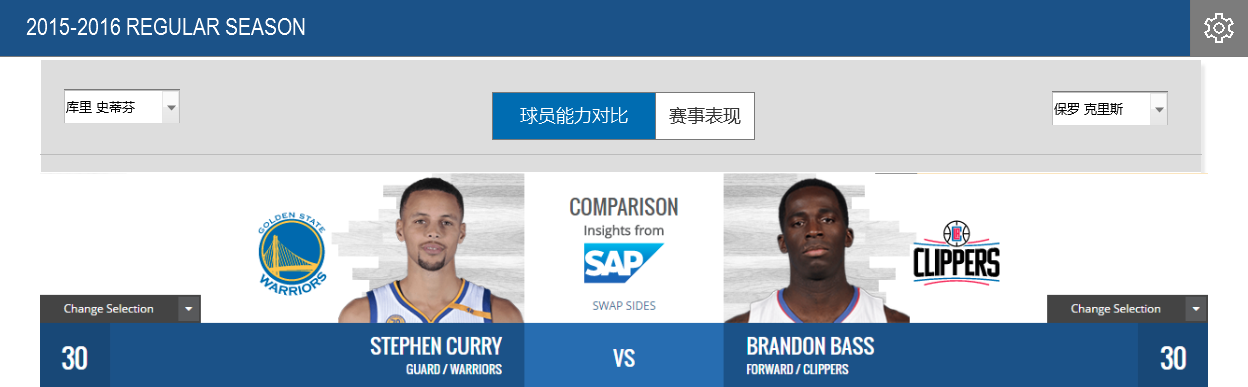 2015-2016 REGULAR SEASON
库里 史蒂芬
球员能力对比
赛事表现
保罗 克里斯
COMPARISON
Insights from
SAP
SWAP SIDES
GOLDEN STATE
WARRIORS
CLIPPERS
Change Selection
Change Selection
30
STEPHEN CURRY
GUARD / WARRIORS
VS
BRANDON BASS
FORWARD / CLIPPERS
30